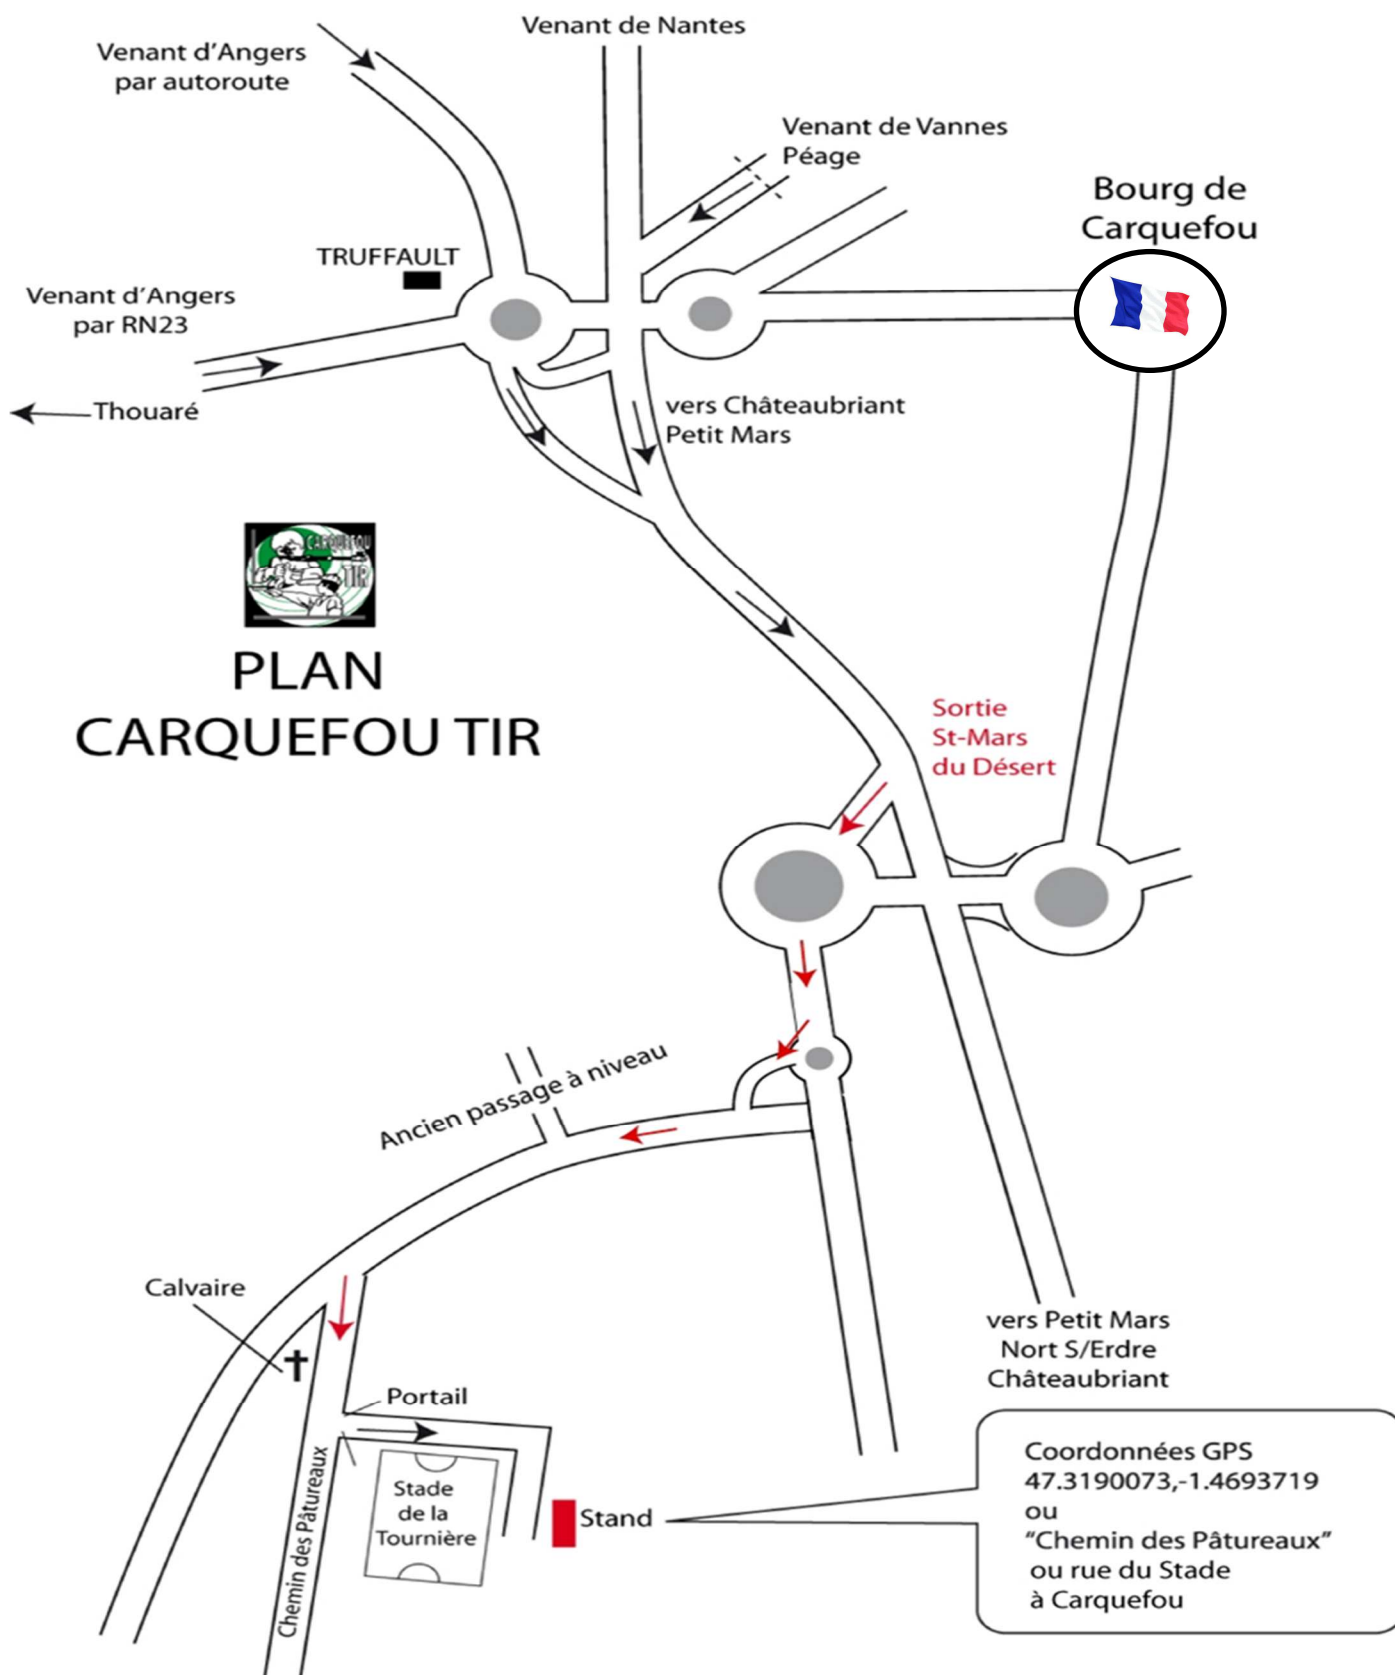 Venant de Nantes
Venant d'Angers
par autoroute
Venant de Vannes
Péage
Bourg de
Carquefou
TRUFFAULT
Venant d'Angers
par RN23
Thouaré
vers Châteaubriant
Petit Mars
CARQUEFOU
TIR
PLAN
CARQUEFOU TIR
Sortie
St-Mars
du Désert
Ancien passage à niveau
Calvaire
Portail
Chemin des Pâtureaux
Stade
de la
Tournière
Stand
vers Petit Mars
Nort S/Erdre
Châteaubriant
Coordonnées GPS
47.3190073,-1.4693719
ou
"Chemin des Pâtureaux"
ou rue du Stade
à Carquefou